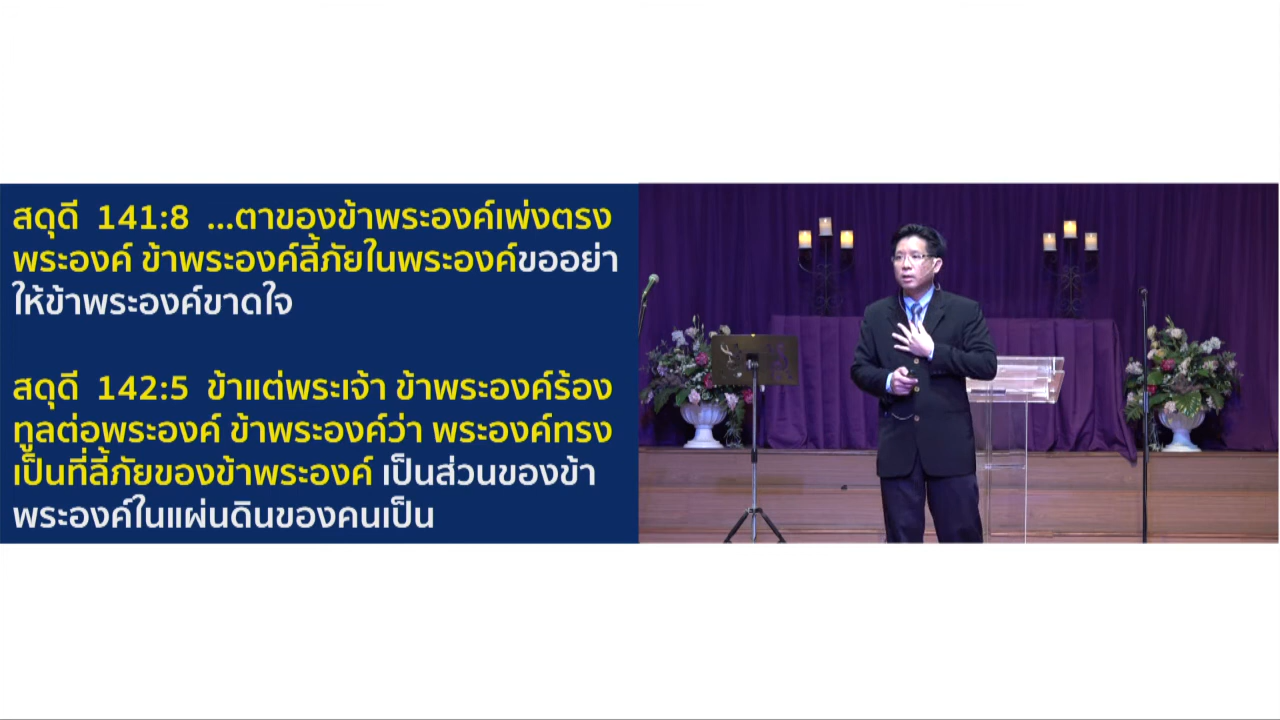 สดุดี 141:8 ...ตาของข้าพระองค์เพ่งตรง
พระองค์ ข้าพระองค์ลี้ภัยในพระองค์ขออย่า
ให้ข้าพระองค์ขาดใจ
สดุดี 142:5 ข้าแต่พระเจ้า ข้าพระองค์ร้อง
ทูลต่อพระองค์ ข้าพระองค์ว่า พระองค์ทรง
เป็นที่ลี้ภัยของข้าพระองค์ เป็นส่วนของข้า
พระองค์ในแผ่นดินของคนเป็น